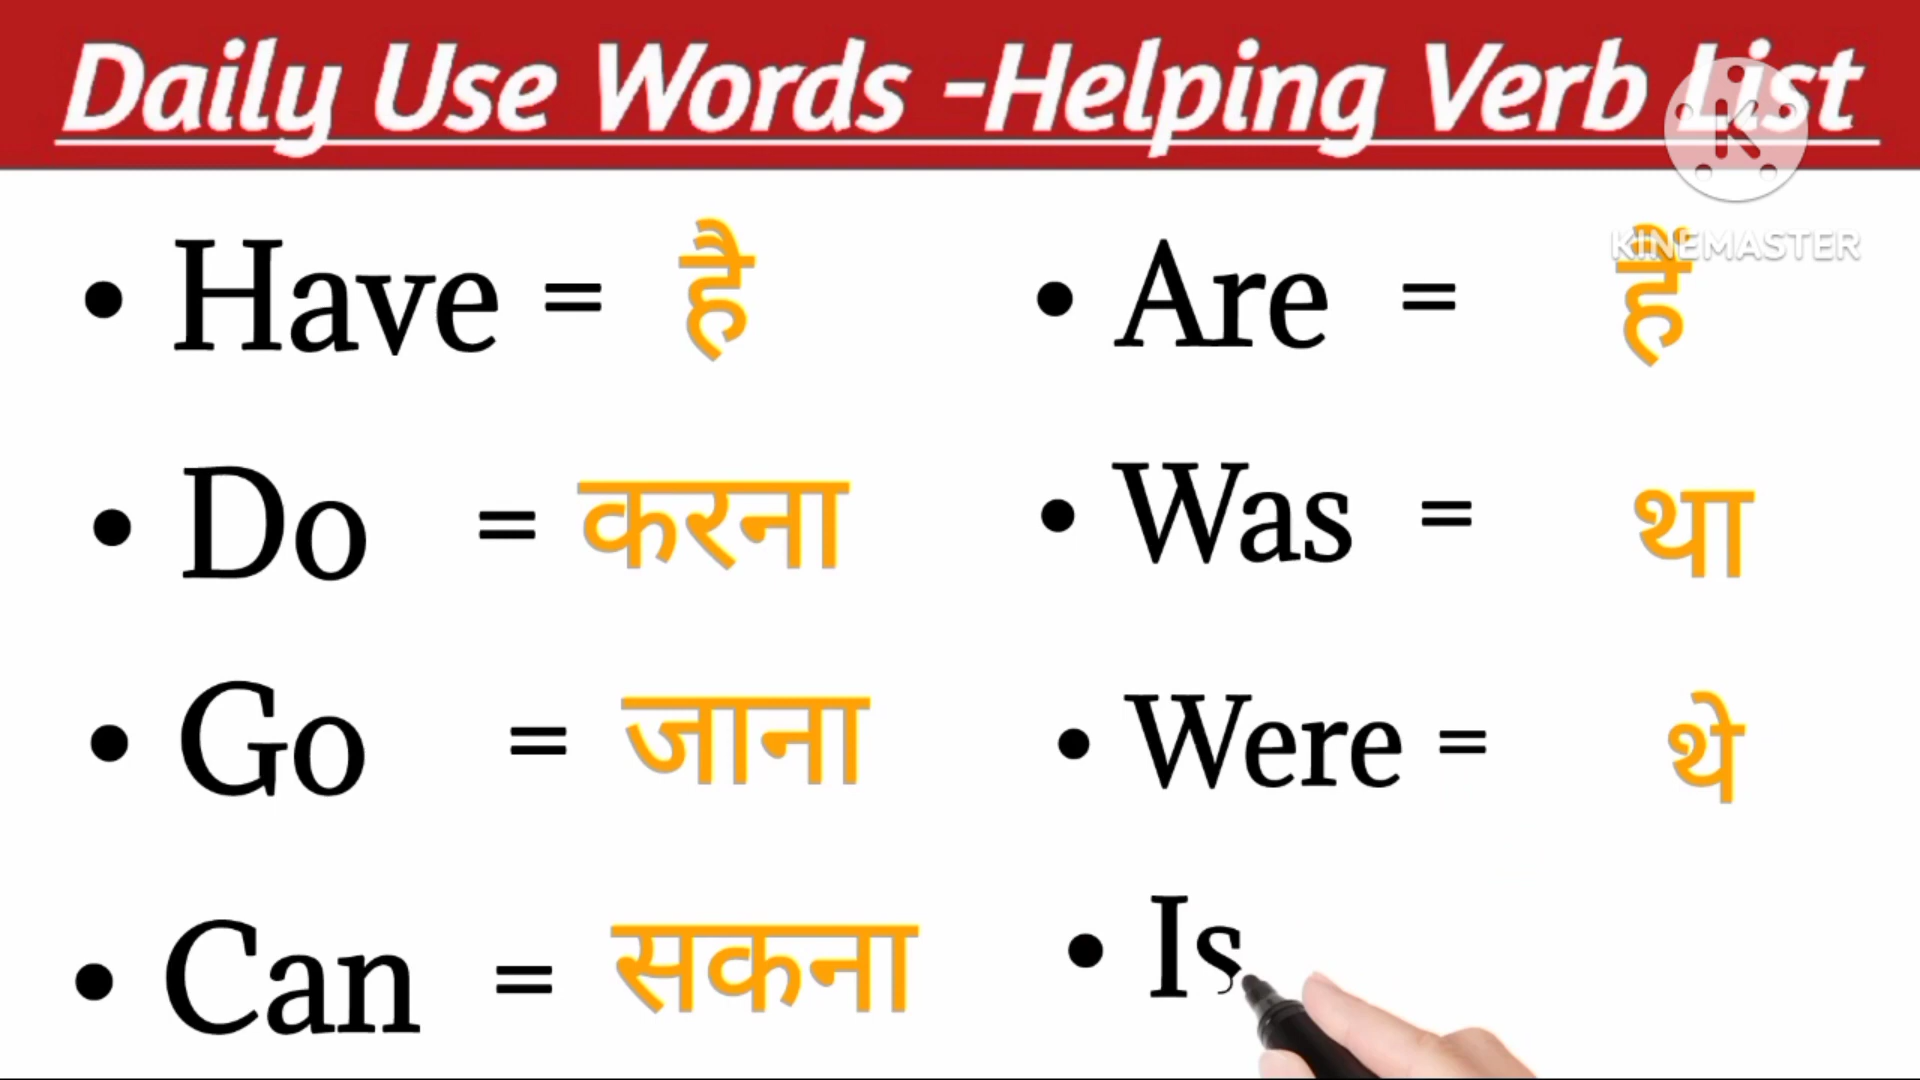 Daily Use Words -Helping Verb List
KINEMASTER
• Have = है
• Are = हैं
• Do = करना
• Was = था
• Go = जाना
• Were = थे
• Can = सकना
• Is